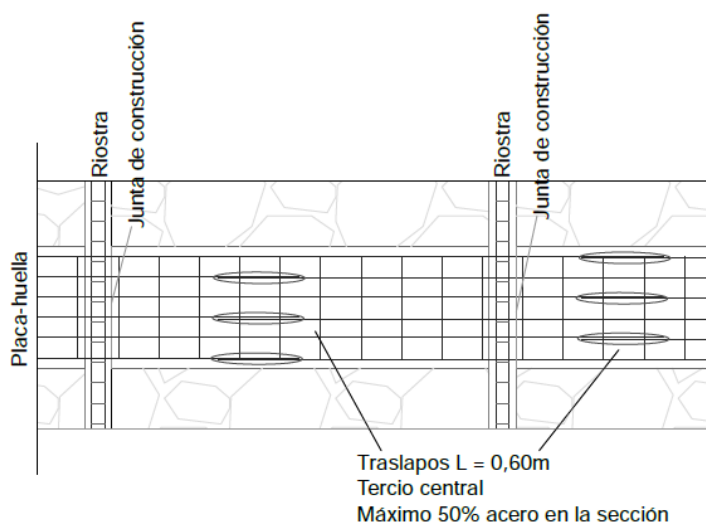 Riostra
Junta de construcción
Riostra
Junta de construcción
Placa-huella
Traslapos L = 0,60m
Tercio central
Máximo 50% acero en la sección